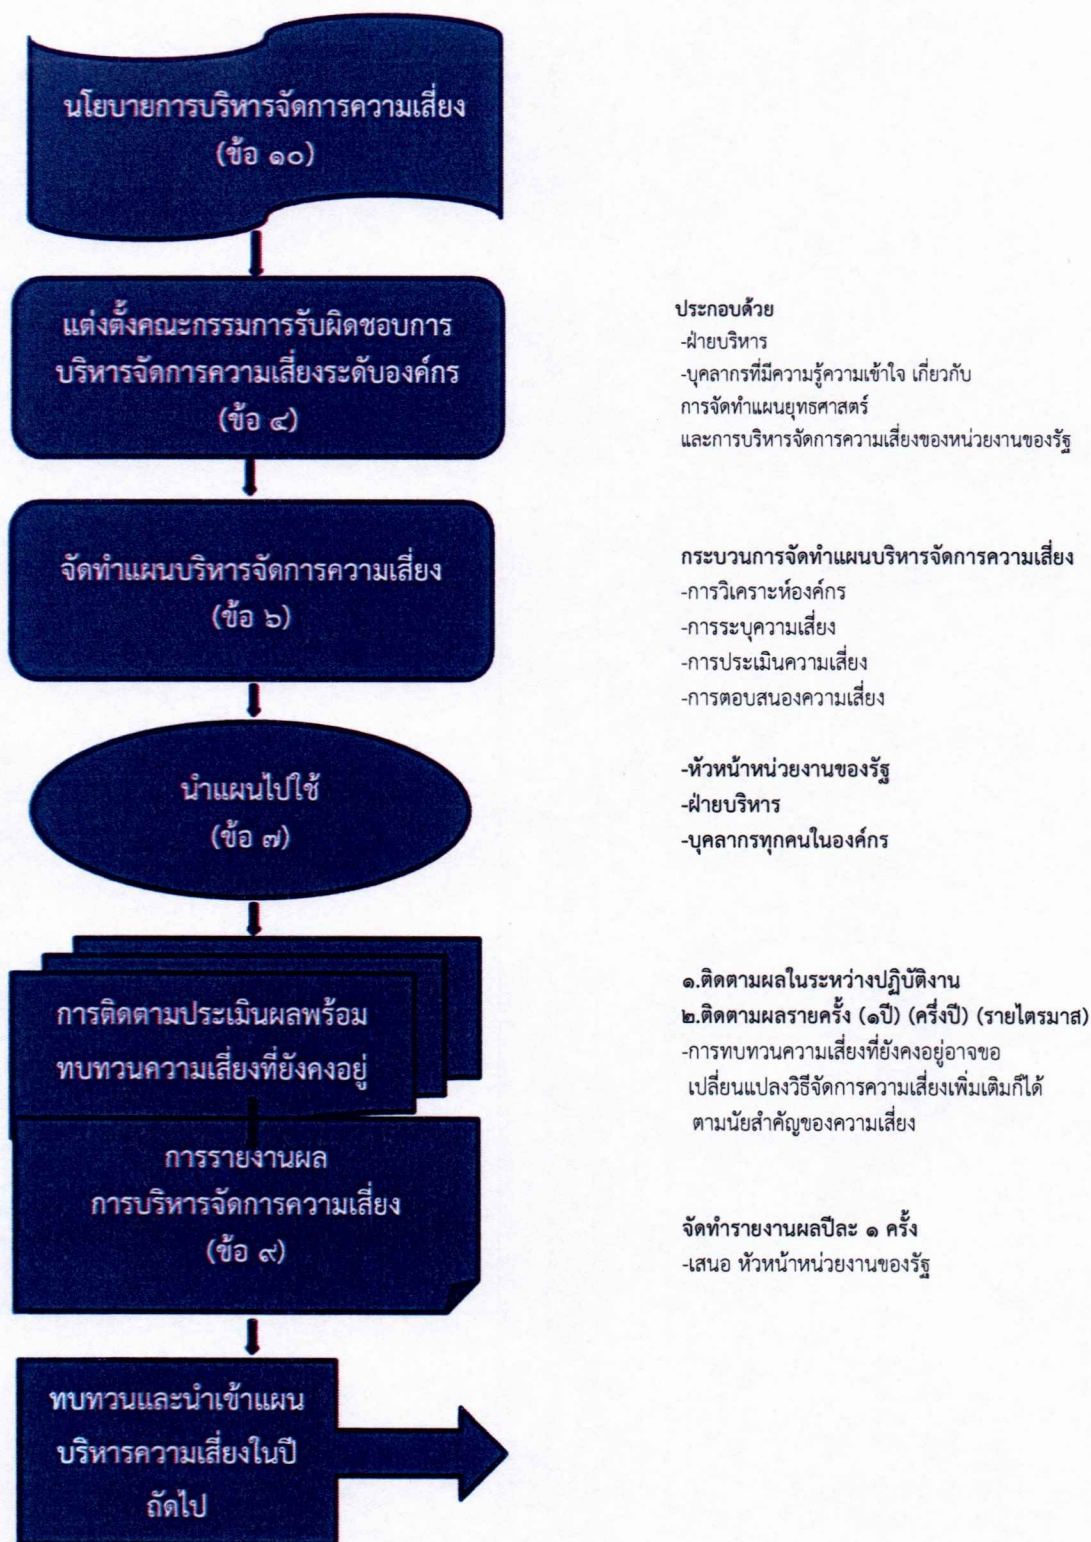 นโยบายการบริหารจัดการความเสี่ยง
(ข้อ ๑๐)
แต่งตั้งคณะกรรมการรับผิดชอบการ
บริหารจัดการความเสี่ยงระดับองค์กร
(ข้อ ๔)
ประกอบด้วย
-ฝ่ายบริหาร
-บุคลากรที่มีความรู้ความเข้าใจ เกี่ยวกับ
การจัดทำแผนยุทธศาสตร์
และการบริหารจัดการความเสี่ยงของหน่วยงานของรัฐ
จัดทำแผนบริหารจัดการความเสี่ยง
(ข้อ ๖)
กระบวนการจัดทำแผนบริหารจัดการความเสี่ยง
-การวิเคราะห์องค์กร
-การระบุความเสี่ยง
-การประเมินความเสี่ยง
-การตอบสนองความเสี่ยง
นำแผนไปใช้
(ข้อ ๗)
-หัวหน้าหน่วยงานของรัฐ
-ฝ่ายบริหาร
-บุคลากรทุกคนในองค์กร
การติดตามประเมินผลพร้อม
ทบทวนความเสี่ยงที่ยังคงอยู่
๑.ติดตามผลในระหว่างปฏิบัติงาน
๒.ติดตามผลรายครั้ง (๑ปี) (ครึ่งปี) (รายไตรมาส)
-การทบทวนความเสี่ยงที่ยังคงอยู่อาจขอ
เปลี่ยนแปลงวิธีจัดการความเสี่ยงเพิ่มเติมก็ได้
ตามนัยสำคัญของความเสี่ยง
การรายงานผล
การบริหารจัดการความเสี่ยง
(ข้อ ๙)
จัดทำรายงานผลปีละ ๑ ครั้ง
-เสนอ หัวหน้าหน่วยงานของรัฐ
ทบทวนและนำเข้าแผน
บริหารความเสี่ยงในปี
ถัดไป